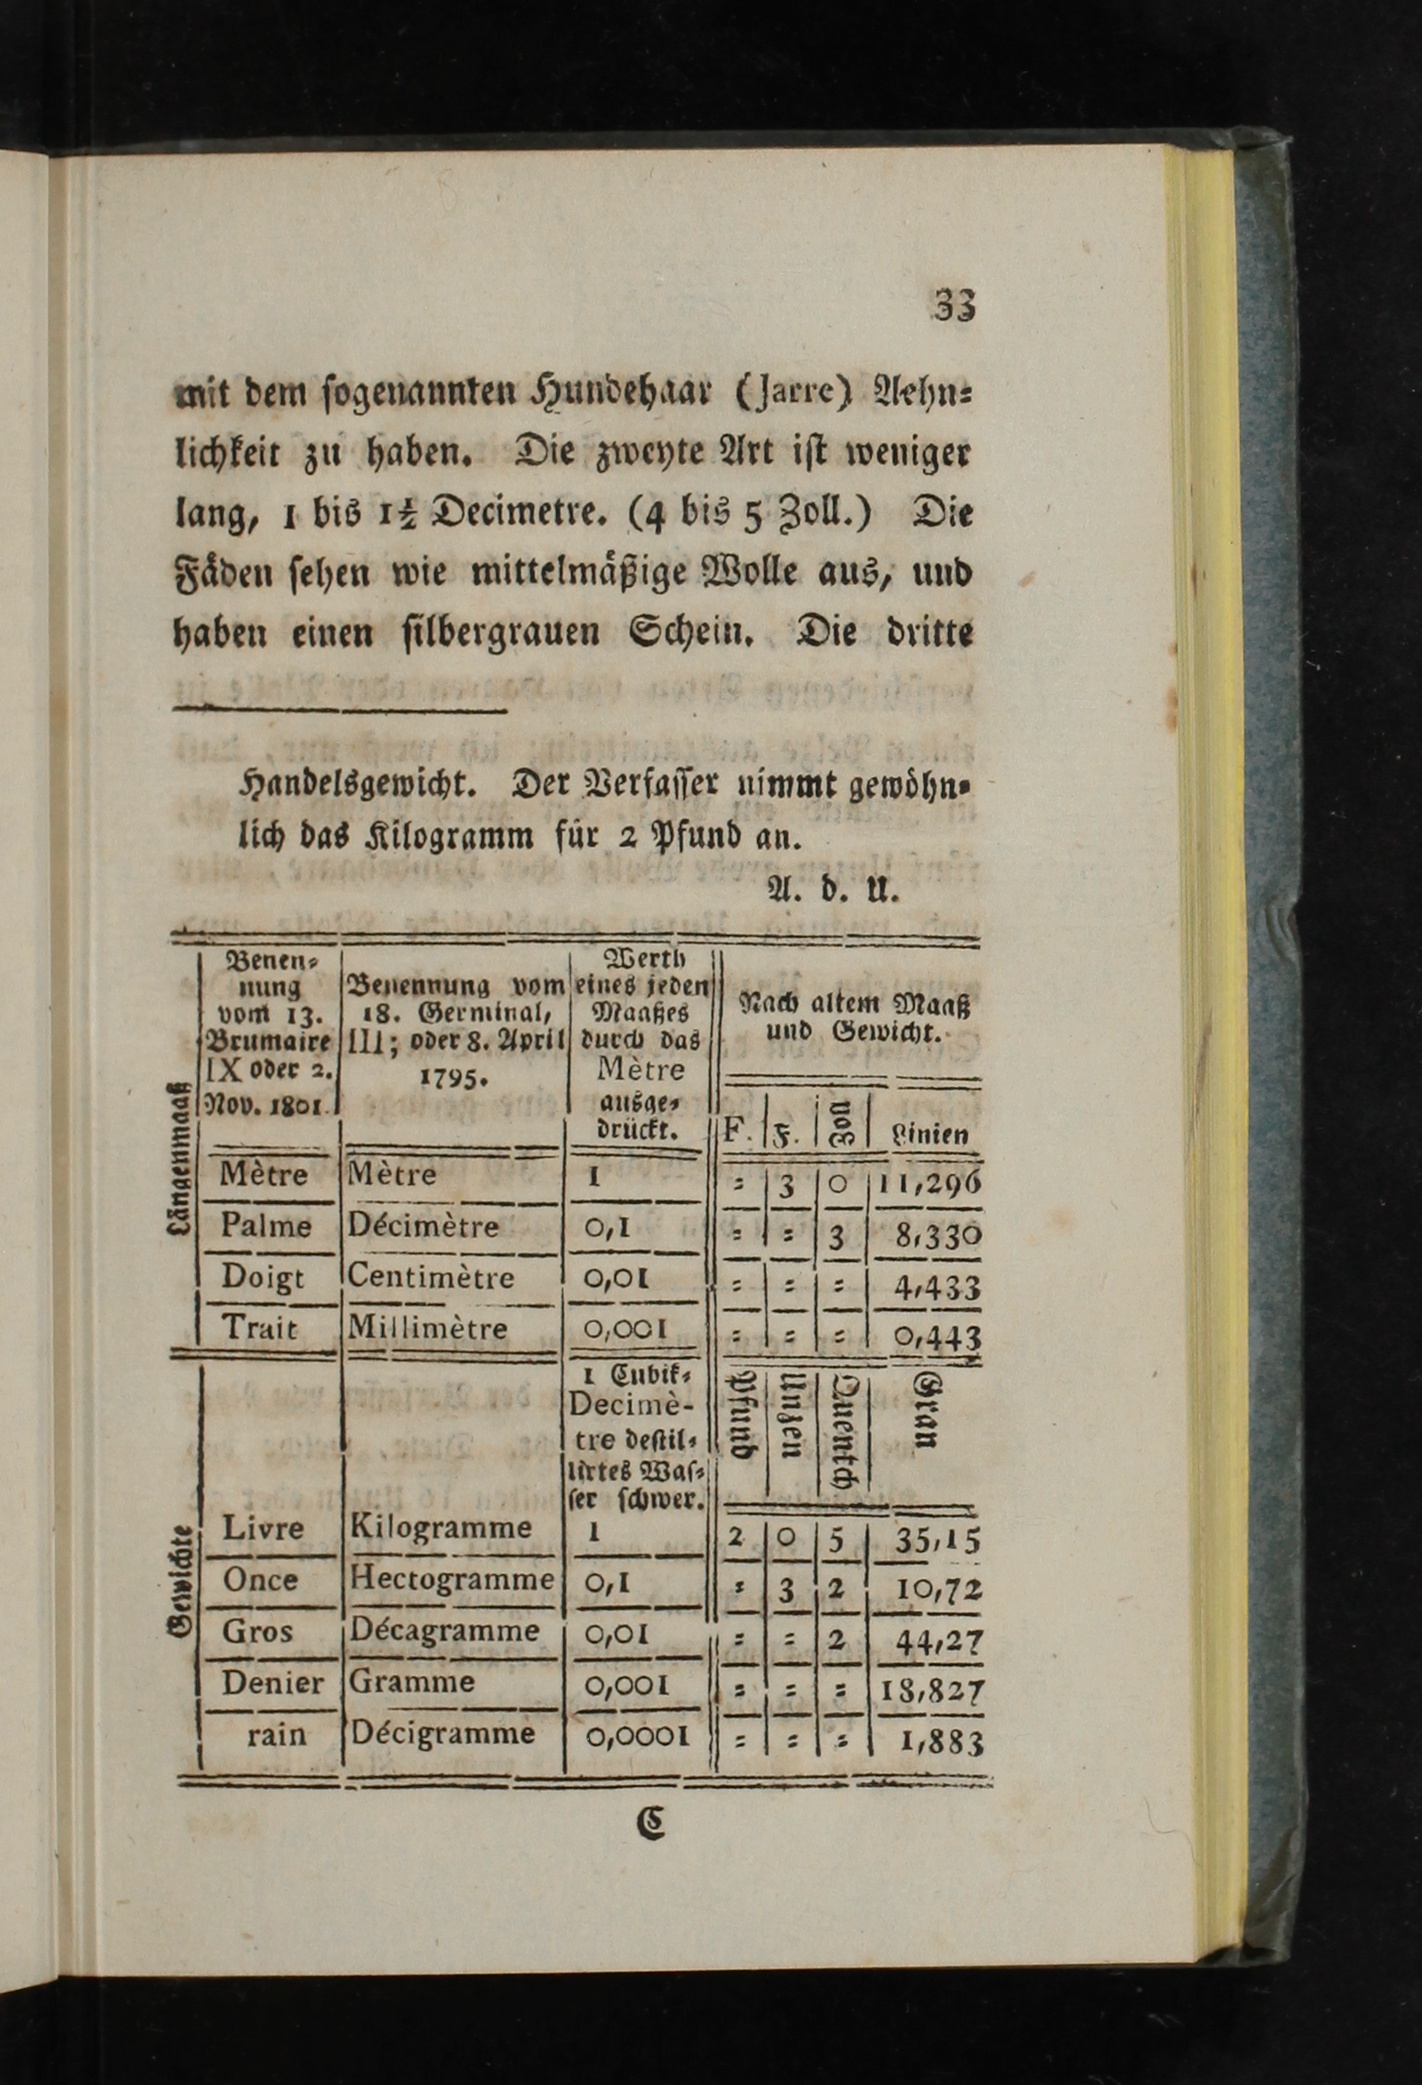 33
mit dem ſogenannten Hundehaar (Jarre) Aehn⸗
lichkeit zu haben. Die zweyte Art iſt weniger
lang, 1 bis 1½ Decimetre. (4 bis 5 Zoll.) Die
Fäden ſehen wie mittelmäßige Wolle aus, und
haben einen ſilbergrauen Schein. Die dritte
Handelsgewicht. Der Verfaſſer nimmt gewöhn⸗
lich das Kilogramm für 2 Pfund an.
A. d. U.
Längenmaaß
Benen⸗
nung
vom 13.
Brumaire
IX oder 2.
Nov. 1801.
Benennung vom
18. Germinal,
III; oder 8. April
1795.
Werth
eines jeden
Maaßes
durch das
Mètre
ausge⸗
drückt.
Nach altem Maaß
und Gewicht.
F. F. Zoll Linien
Mètre Mètre 1 ⸗ 3 0 11,296
Palme Décimètre 0,1 ⸗ ⸗ 3 8,330
Doigt Centimètre 0,01 ⸗ ⸗ ⸗ 4,433
Trait Millimètre 0,001 ⸗ ⸗ ⸗ 0,443
Gewichte
1 Cubik⸗
Decimè-
tre deſtil⸗
lirtes Waſ⸗
ſer ſchwer.
Pfund Unzen Quentch Gran
Livre Kilogramme 1 2 0 5 35,15
Once Hectogramme 0,1 ⸗ 3 2 10,72
Gros Décagramme 0,01 ⸗ ⸗ 2 44,27
Denier Gramme 0,001 ⸗ ⸗ ⸗ 18,827
rain Décigramme 0,0001 ⸗ ⸗ ⸗ 1,883
C